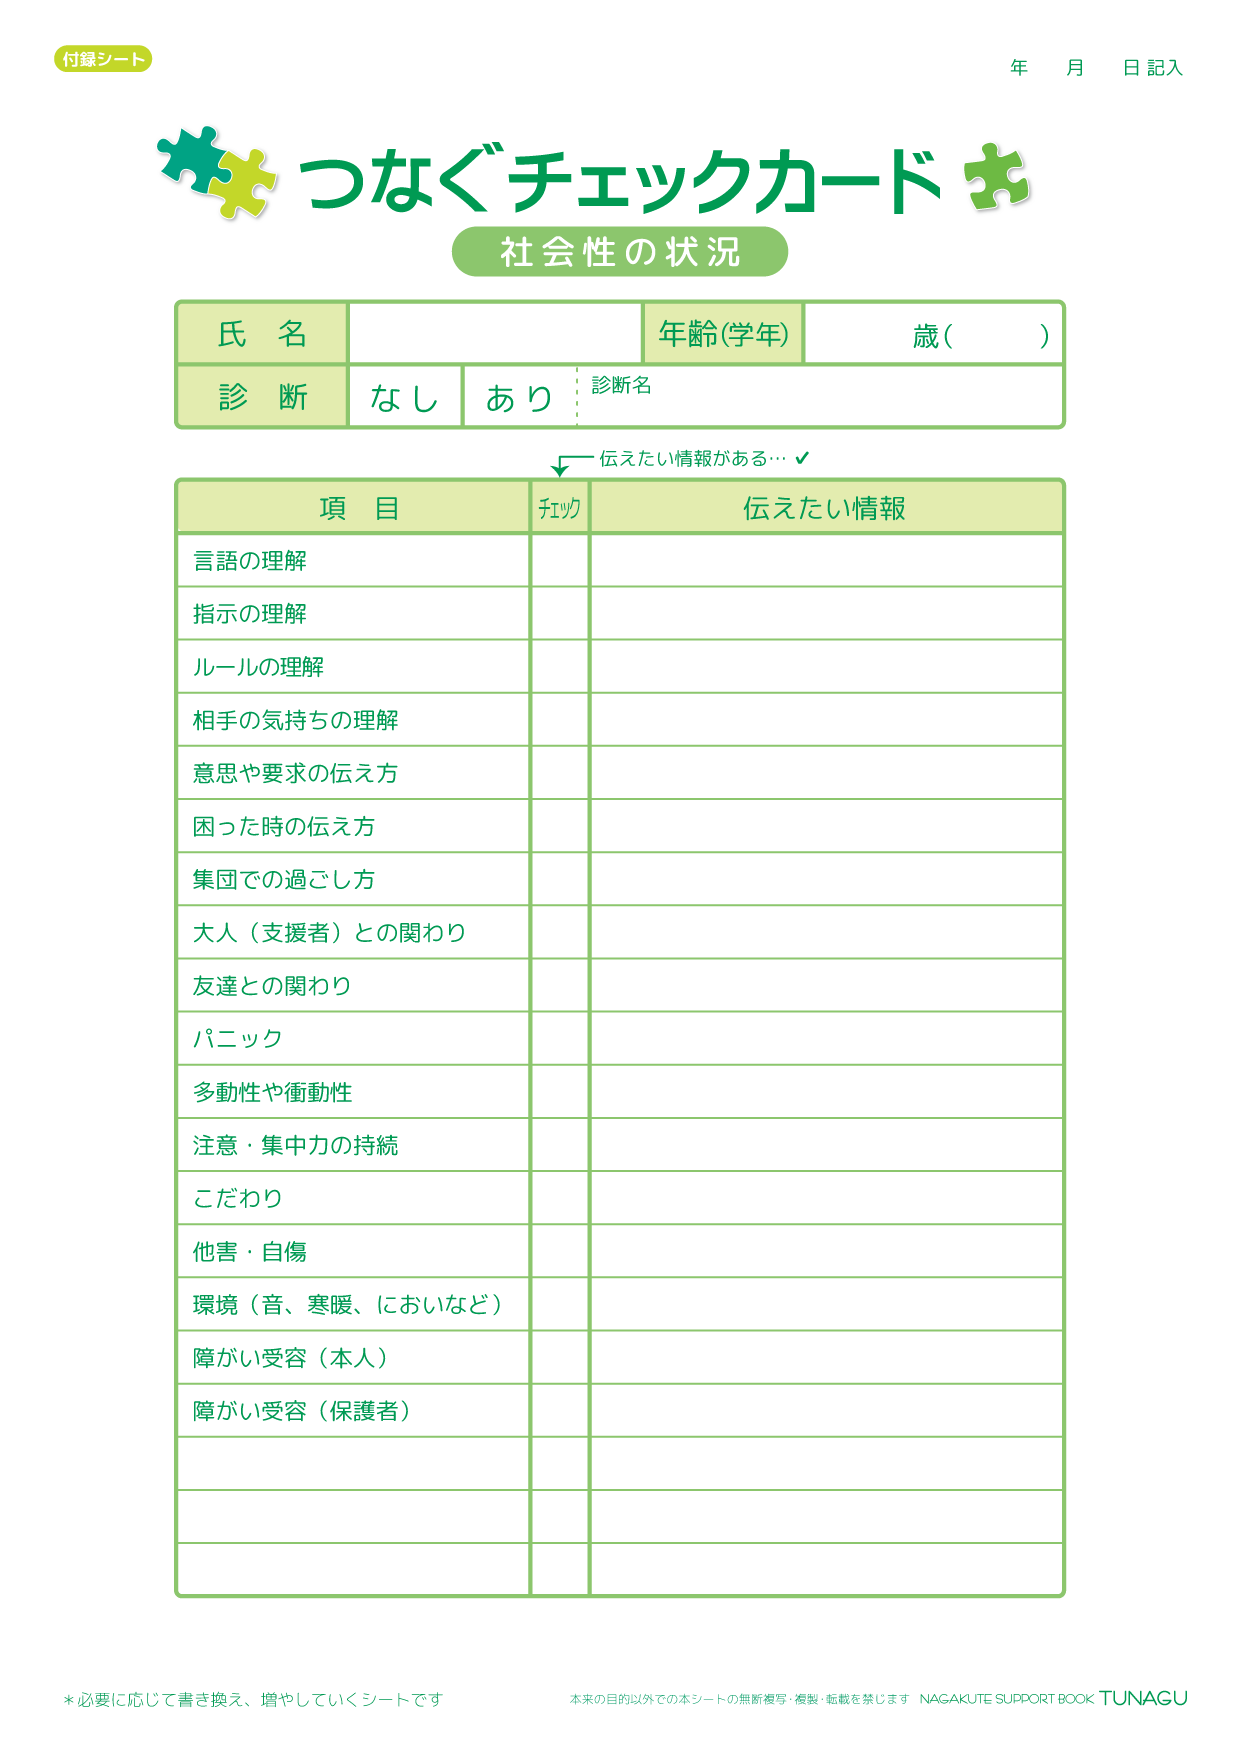 付録シート
年 月 日 記入
つなぐチェックカード
社会性の状況
氏 名 年齢(学年) 歳( )
診 断 なし あり 診断名
伝えたい情報がある… ✓
項 目 チェック 伝えたい情報
言語の理解
指示の理解
ルールの理解
相手の気持ちの理解
意思や要求の伝え方
困った時の伝え方
集団での過ごし方
大人（支援者）との関わり
友達との関わり
パニック
多動性や衝動性
注意・集中力の持続
こだわり
他害・自傷
環境（音、寒暖、においなど）
障がい受容（本人）
障がい受容（保護者）
＊必要に応じて書き換え、増やしていくシートです
本来の目的以外での本シートの無断複写・複製・転載を禁じます NAGAKUTE SUPPORT BOOK TUNAGU